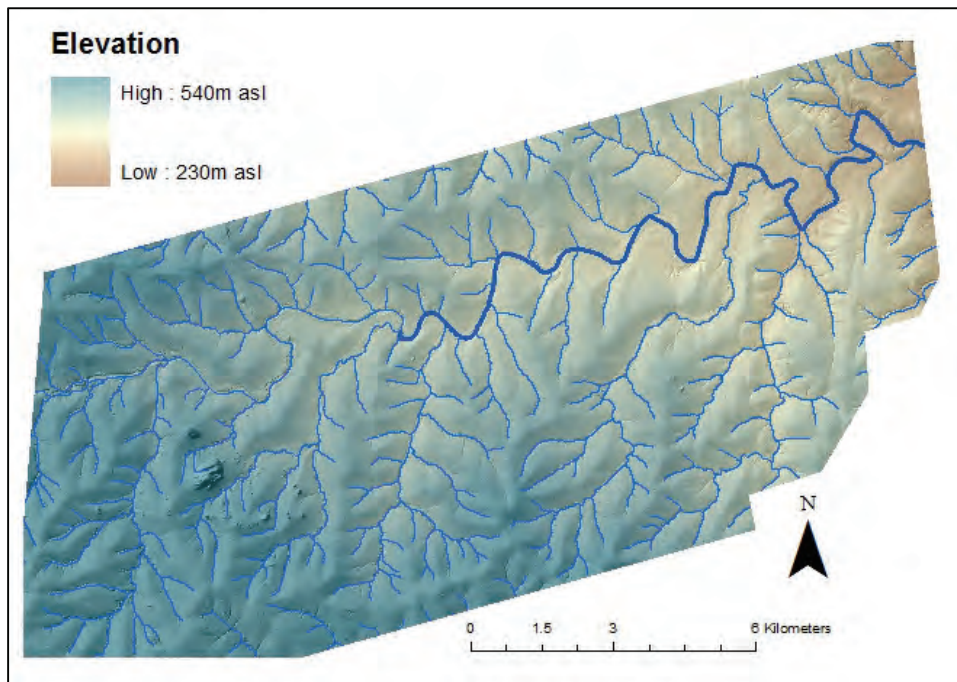 Elevation
High : 540m asl
Low : 230m asl
N
0 1.5 3 6 Kilometers